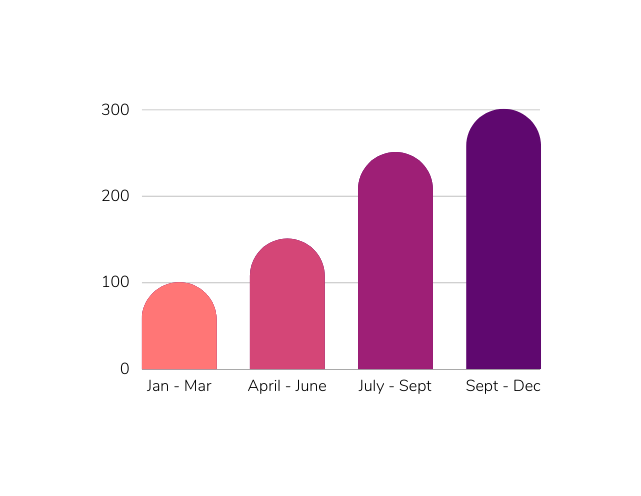 300
200
100
0
Jan - Mar
April - June
July - Sept
Sept - Dec